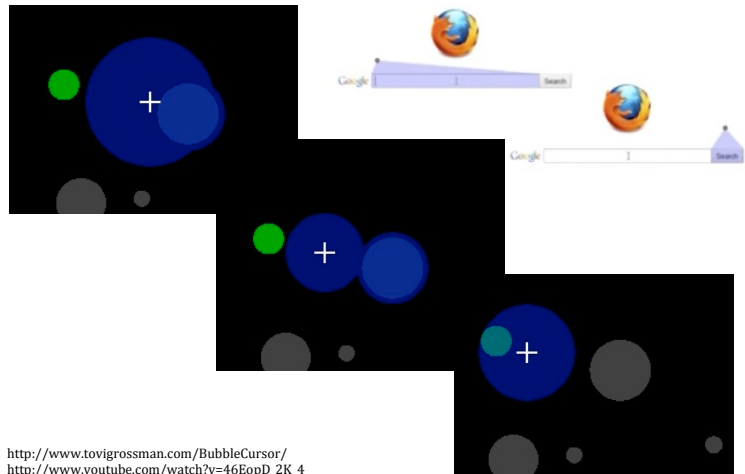 Google
Search
Google
Search
http://www.tovigrossman.com/BubbleCursor/
http://www.youtube.com/watch?v=46EopD_2K_4